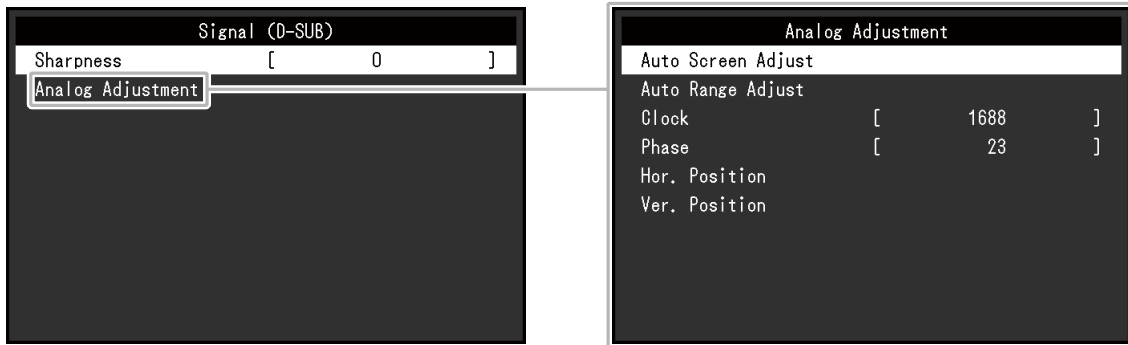 Signal (D-SUB)
Sharpness [ 0 ]
Analog Adjustment
Analog Adjustment
Auto Screen Adjust
Auto Range Adjust
Clock [ 1688 ]
Phase [ 23 ]
Hor. Position
Ver. Position